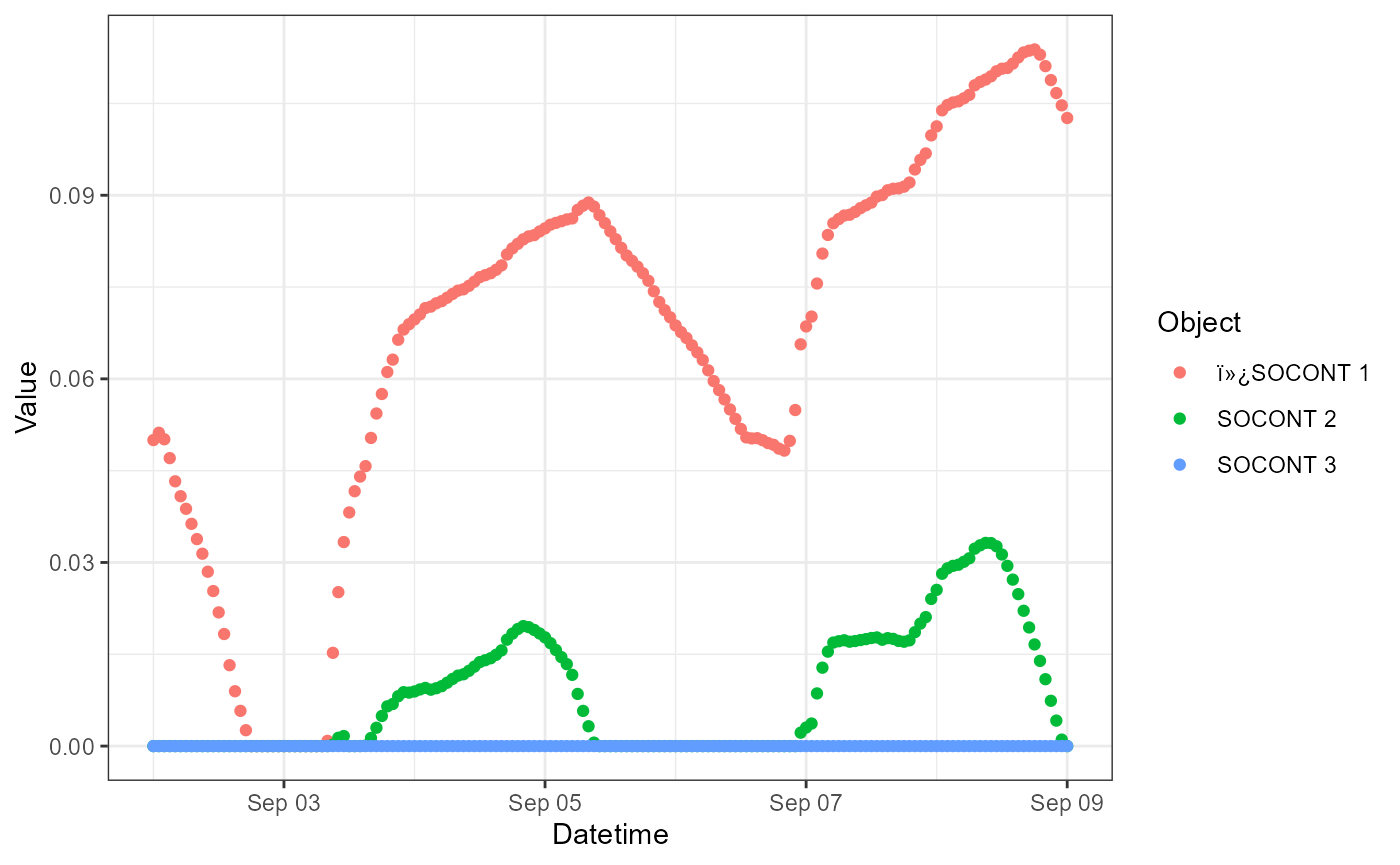 0.09
0.06
0.03
0.00
Value
Sep 03
Sep 05
Sep 07
Sep 09
Datetime
Object
ï»¿SOCONT 1
SOCONT 2
SOCONT 3